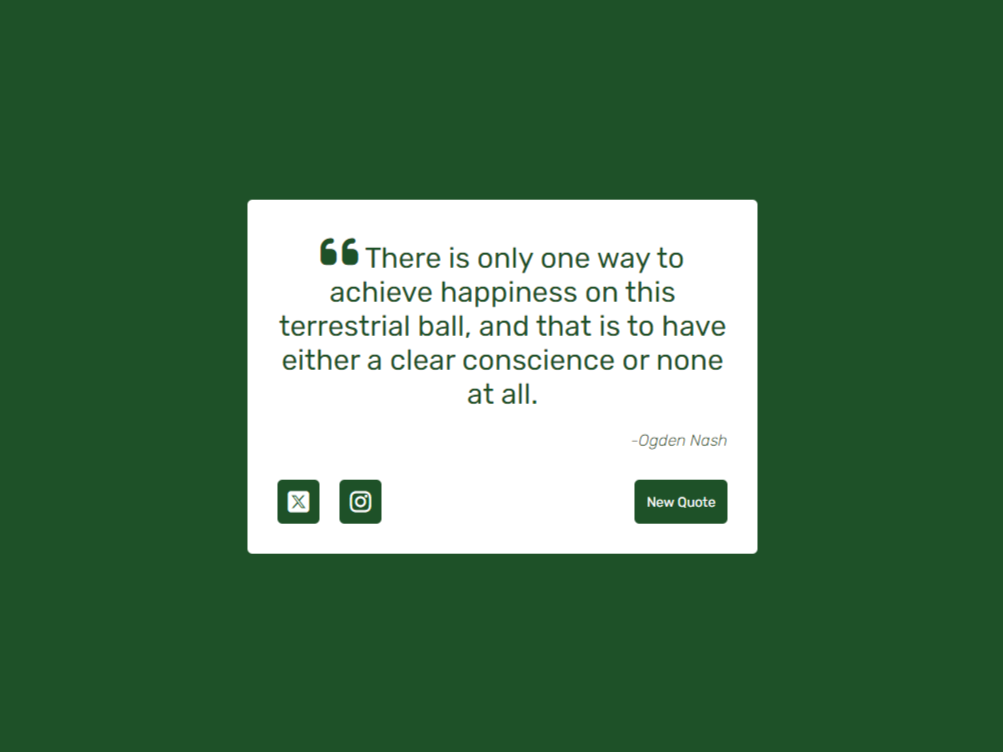 ❝ There is only one way to
achieve happiness on this
terrestrial ball, and that is to have
either a clear conscience or none
at all.
-Ogden Nash
New Quote